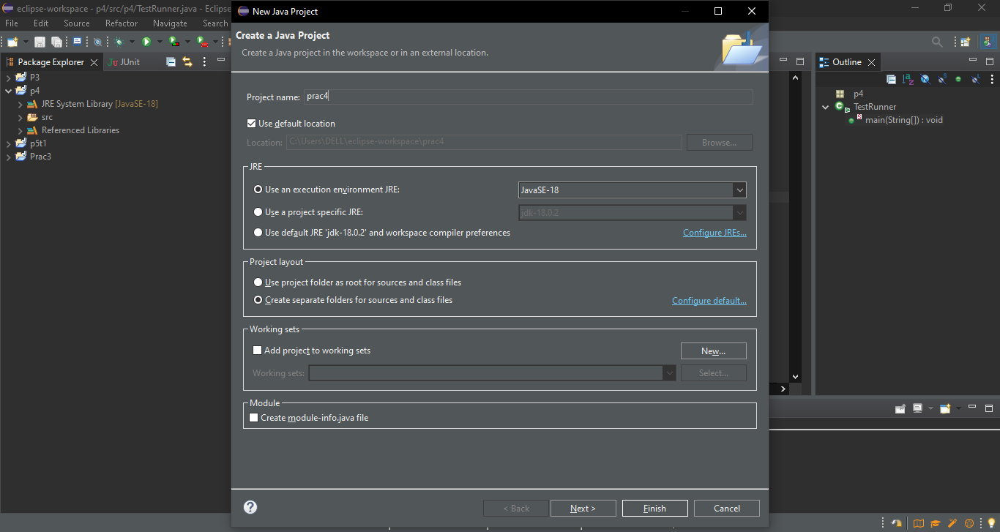 eclipse-workspace - p4/src/p4/TestRunner.java - Eclipse
New Java Project
File Edit Source Refactor Navigate Search
Create a Java Project
Create a Java project in the workspace or in an external location.
Package Explorer
JUnit
P3
p4
JRE System Library [JavaSE-18]
src
Referenced Libraries
p5t1
Prac3
Project name: prac4
Use default location
Location: C:\Users\DELL\eclipse-workspace\prac4 Browse...
JRE
Use an execution environment JRE: JavaSE-18
Use a project specific JRE: jdk-18.0.2
Use default JRE 'jdk-18.0.2' and workspace compiler preferences Configure JREs...
Project layout
Use project folder as root for sources and class files
Create separate folders for sources and class files Configure default...
Working sets
Add project to working sets New...
Working sets: Select...
Module
Create module-info.java file
< Back Next > Finish Cancel
Outline
p4
TestRunner
main(String[]) : void